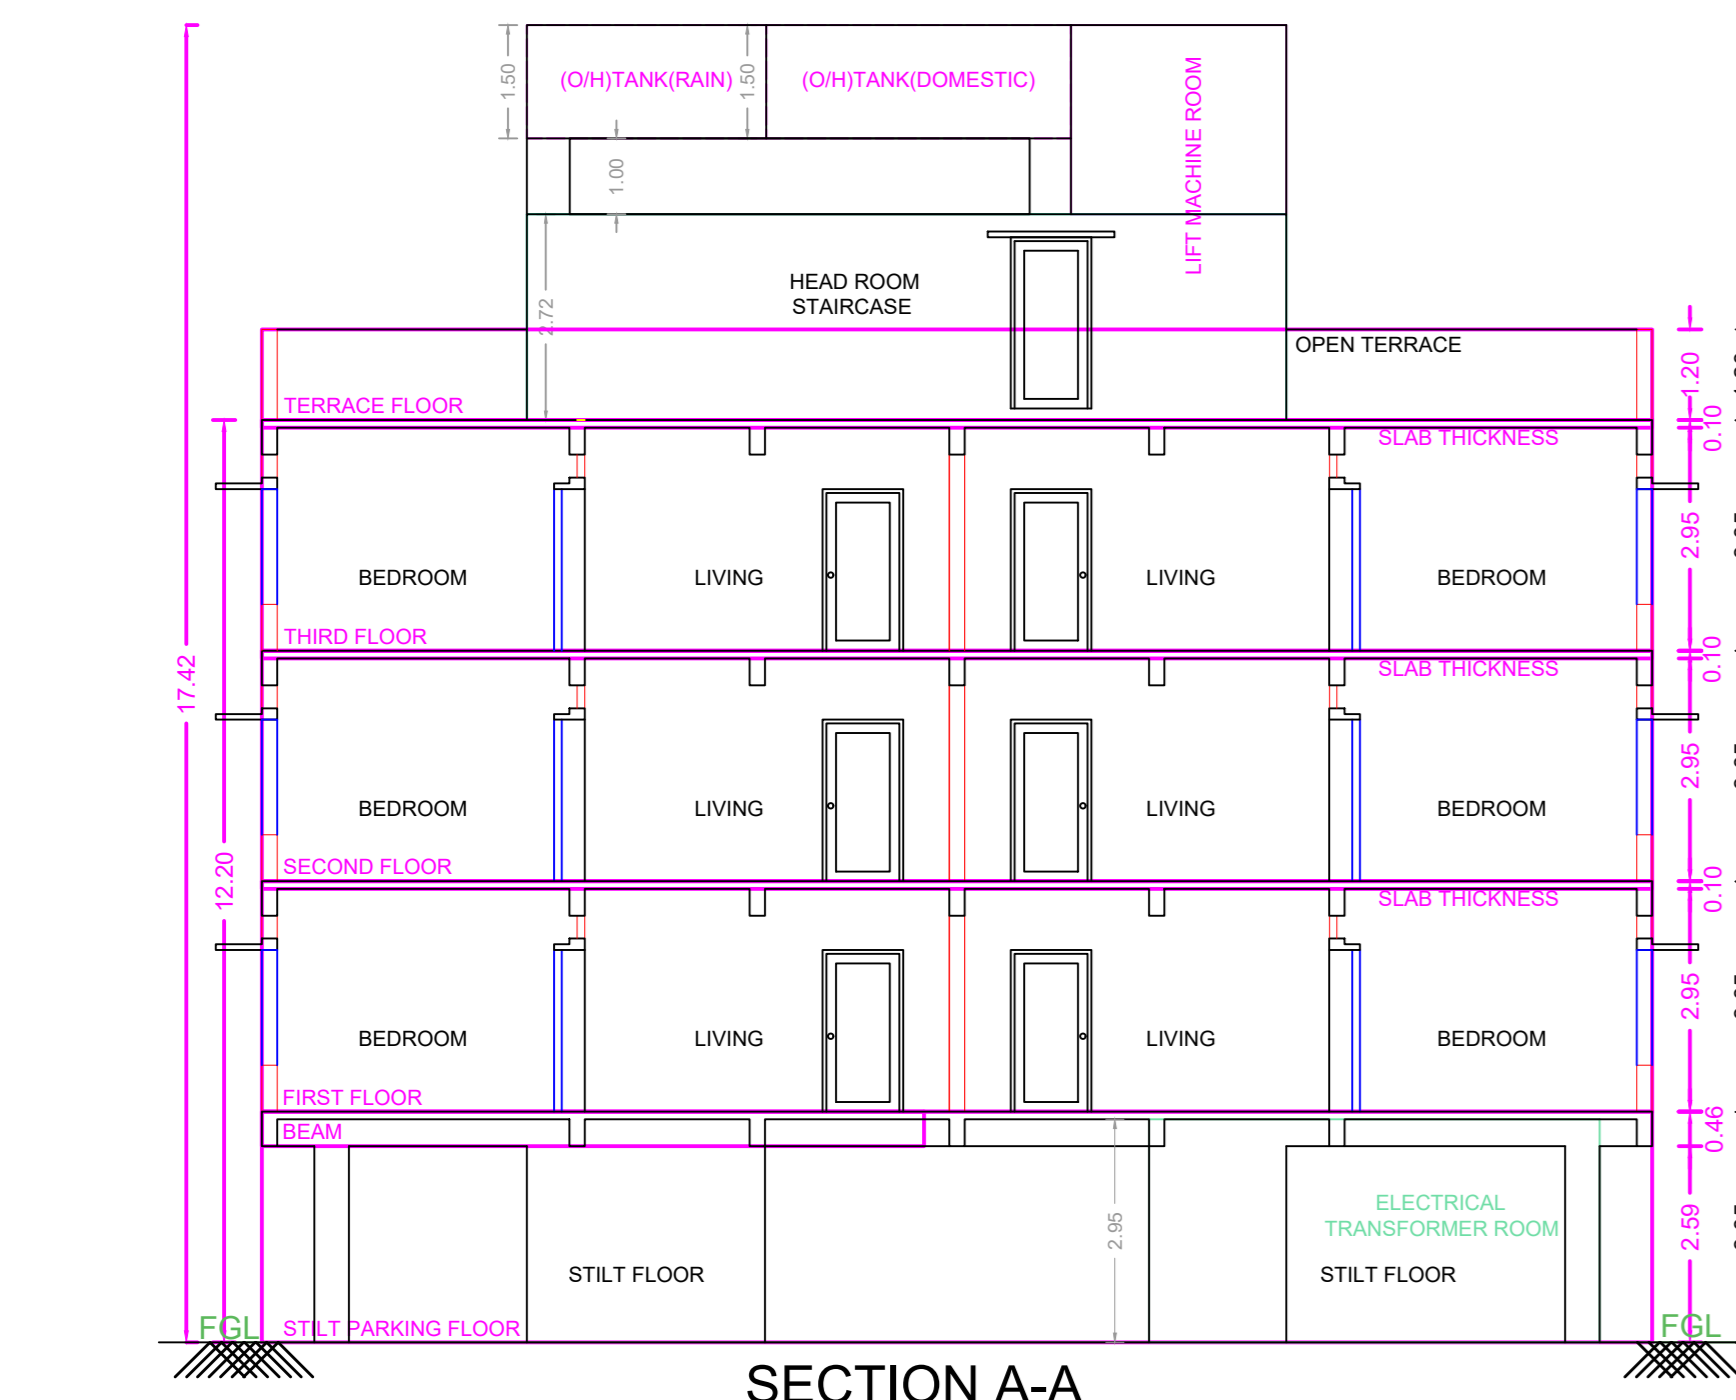 1.50
(O/H)TANK(RAIN)
1.50
(O/H)TANK(DOMESTIC)
LIFT MACHINE ROOM
1.00
2.72
HEAD ROOM
STAIRCASE
OPEN TERRACE
1.20
TERRACE FLOOR
0.10
SLAB THICKNESS
2.95
BEDROOM
LIVING
LIVING
BEDROOM
THIRD FLOOR
0.10
SLAB THICKNESS
17.42
2.95
BEDROOM
LIVING
LIVING
BEDROOM
SECOND FLOOR
12.20
0.10
SLAB THICKNESS
2.95
BEDROOM
LIVING
LIVING
BEDROOM
FIRST FLOOR
BEAM
0.46
ELECTRICAL
TRANSFORMER ROOM
2.95
2.59
STILT FLOOR
STILT FLOOR
FGL
STILT PARKING FLOOR
FGL
SECTION A-A